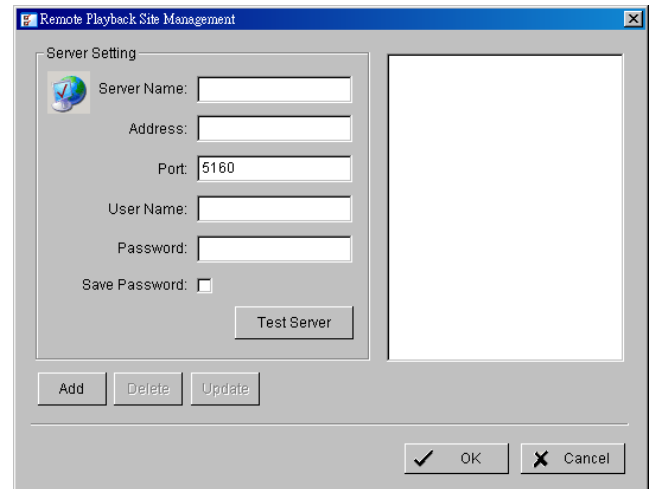 Remote Playback Site Management
Server Setting
Server Name:
Address:
Port: 5160
User Name:
Password:
Save Password:
Test Server
Add Delete Update
OK Cancel